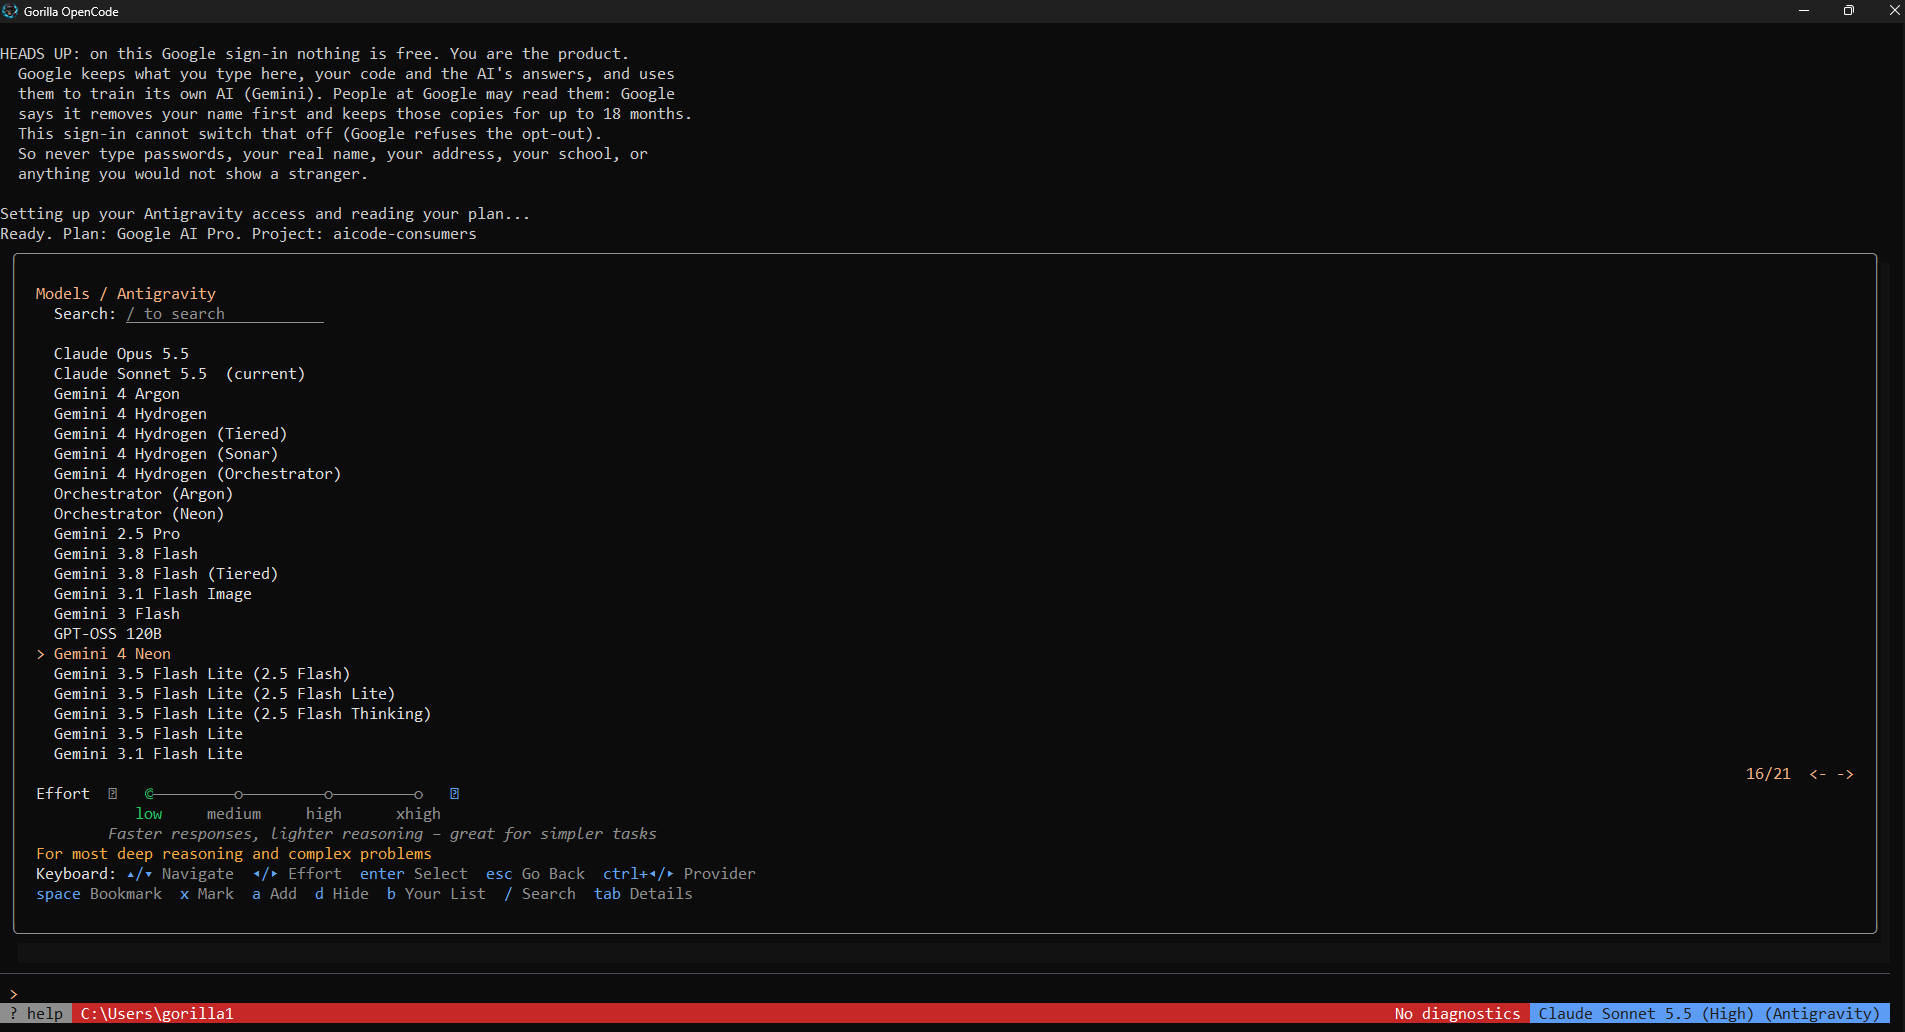 Gorilla OpenCode
HEADS UP: on this Google sign-in nothing is free. You are the product.
Google keeps what you type here, your code and the AI's answers, and uses
them to train its own AI (Gemini). People at Google may read them: Google
says it removes your name first and keeps those copies for up to 18 months.
This sign-in cannot switch that off (Google refuses the opt-out).
So never type passwords, your real name, your address, your school, or
anything you would not show a stranger.
Setting up your Antigravity access and reading your plan...
Ready. Plan: Google AI Pro. Project: aicode-consumers
Models / Antigravity
Search: / to search
Claude Opus 5.5
Claude Sonnet 5.5 (current)
Gemini 4 Argon
Gemini 4 Hydrogen
Gemini 4 Hydrogen (Tiered)
Gemini 4 Hydrogen (Sonar)
Gemini 4 Hydrogen (Orchestrator)
Orchestrator (Argon)
Orchestrator (Neon)
Gemini 2.5 Pro
Gemini 3.8 Flash
Gemini 3.8 Flash (Tiered)
Gemini 3.1 Flash Image
Gemini 3 Flash
GPT-OSS 120B
> Gemini 4 Neon
Gemini 3.5 Flash Lite (2.5 Flash)
Gemini 3.5 Flash Lite (2.5 Flash Lite)
Gemini 3.5 Flash Lite (2.5 Flash Thinking)
Gemini 3.5 Flash Lite
Gemini 3.1 Flash Lite
16/21 <- ->
Effort
low medium high xhigh
Faster responses, lighter reasoning – great for simpler tasks
For most deep reasoning and complex problems
Keyboard: ▲/▼ Navigate ◄/► Effort enter Select esc Go Back ctrl+◄/► Provider
space Bookmark x Mark a Add d Hide b Your List / Search tab Details
>
? help C:\Users\gorilla1 No diagnostics Claude Sonnet 5.5 (High) (Antigravity)